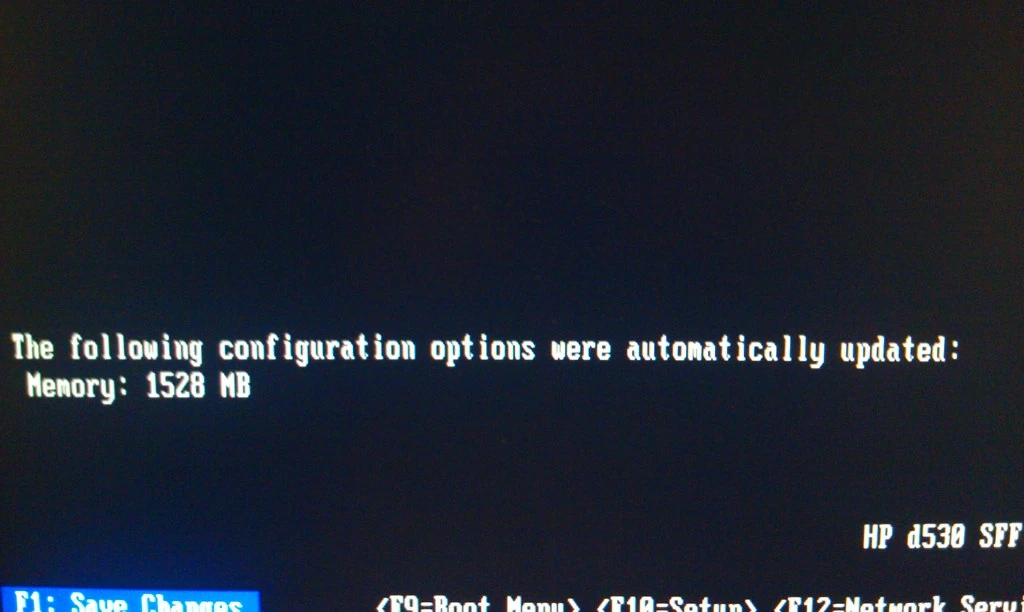 The following configuration options were automatically updated:
Memory: 1528 MB
HP d530 SFF
F1: Save Changes <F9=Boot Menu> <F10=Setup> <F12=Network Servi